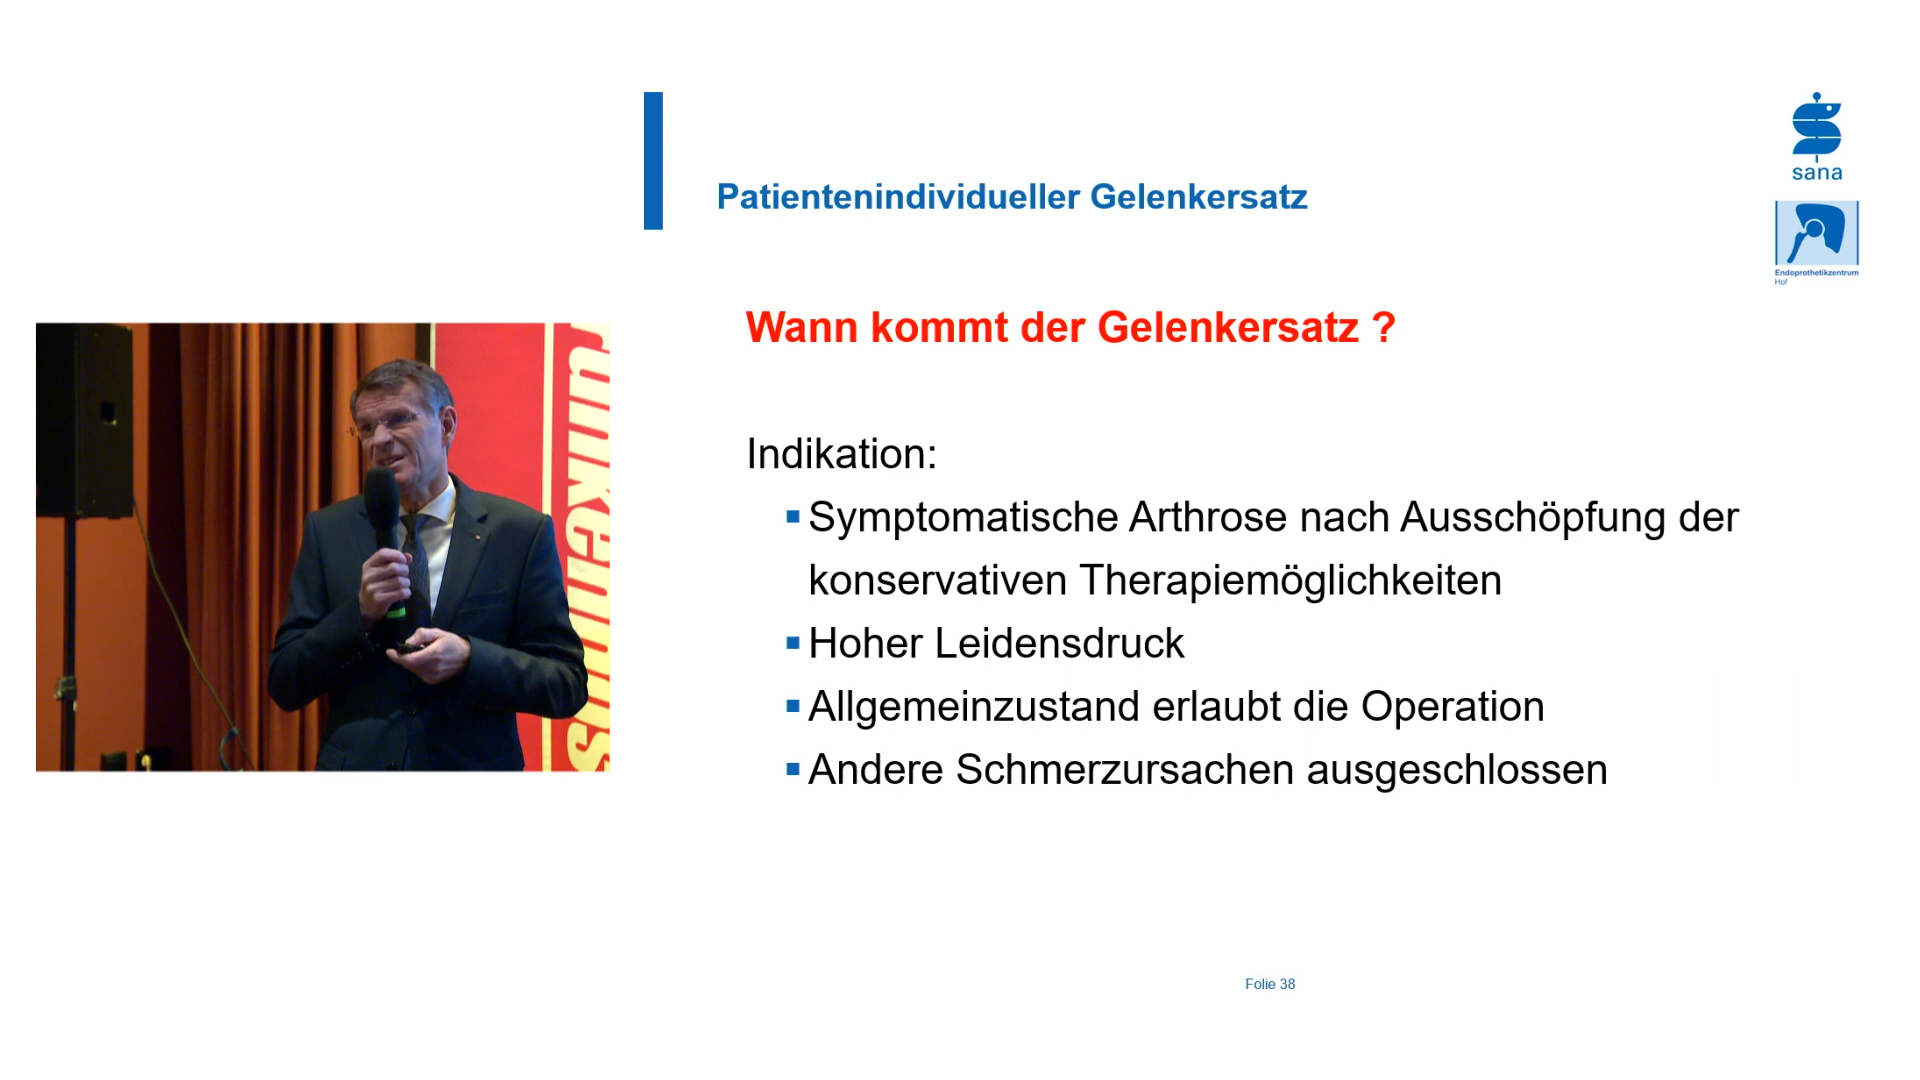 Patientenindividueller Gelenkersatz
sana
Endoprothetikzentrum
Hof
Wann kommt der Gelenkersatz ?
Indikation:
Symptomatische Arthrose nach Ausschöpfung der
konservativen Therapiemöglichkeiten
Hoher Leidensdruck
Allgemeinzustand erlaubt die Operation
Andere Schmerzursachen ausgeschlossen
Folie 38